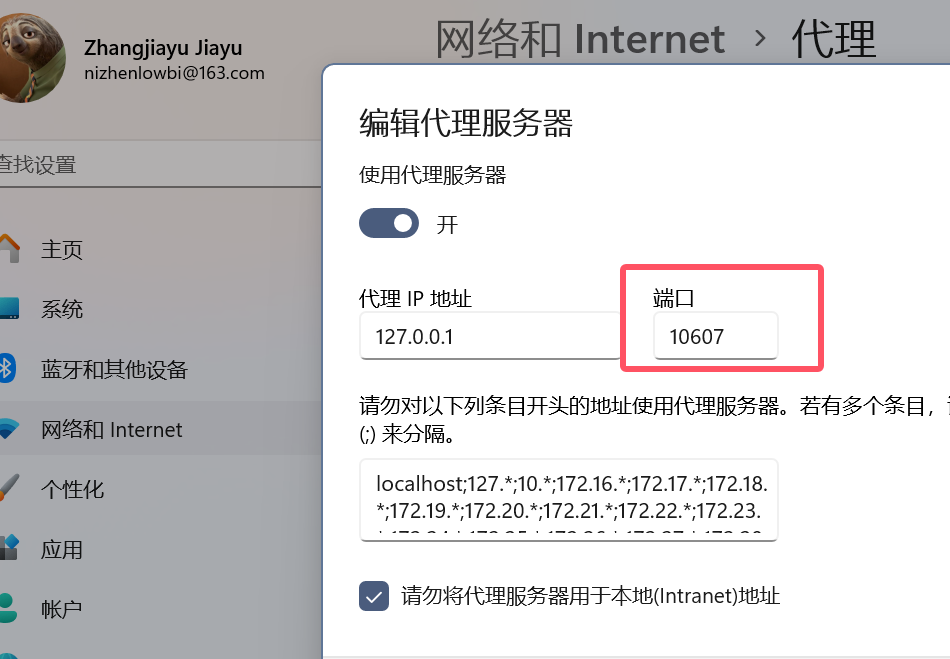 Zhangjiayu Jiayu
nizhenlowbi@163.com
查找设置
主页
系统
蓝牙和其他设备
网络和 Internet
个性化
应用
帐户
网络和 Internet › 代理
编辑代理服务器
使用代理服务器
开
代理 IP 地址
端口
127.0.0.1
10607
请勿对以下列条目开头的地址使用代理服务器。若有多个条目，
(;) 来分隔。
localhost;127.*;10.*;172.16.*;172.17.*;172.18.
*;172.19.*;172.20.*;172.21.*;172.22.*;172.23.
请勿将代理服务器用于本地(Intranet)地址